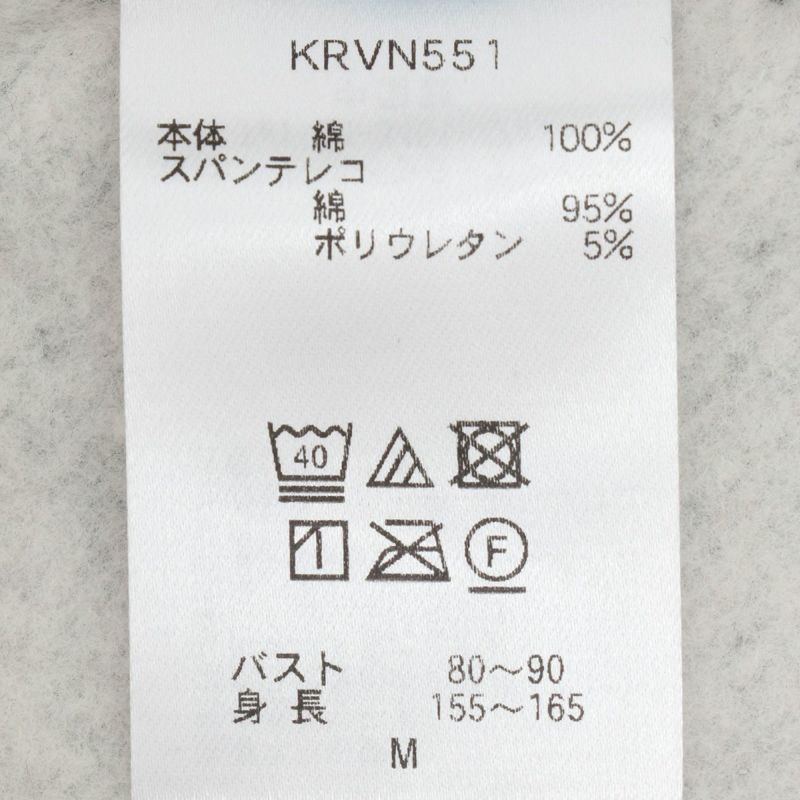 KRVN551
本体 綿 100%
スパンテレコ
綿 95%
ポリウレタン 5%
40
F
バスト 80～90
身長 155～165
M